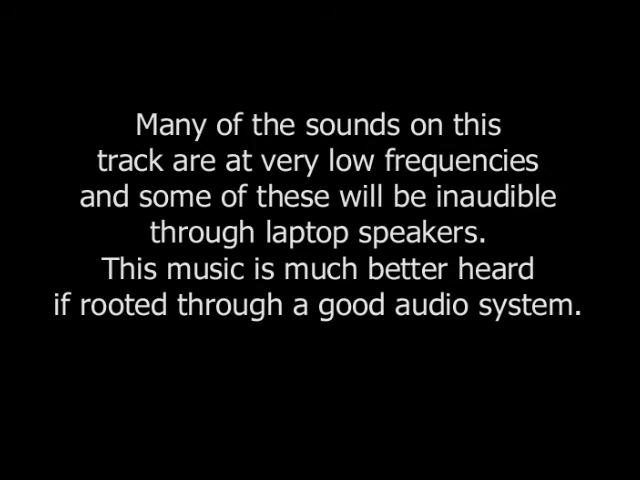 Many of the sounds on this
track are at very low frequencies
and some of these will be inaudible
through laptop speakers.
This music is much better heard
if rooted through a good audio system.